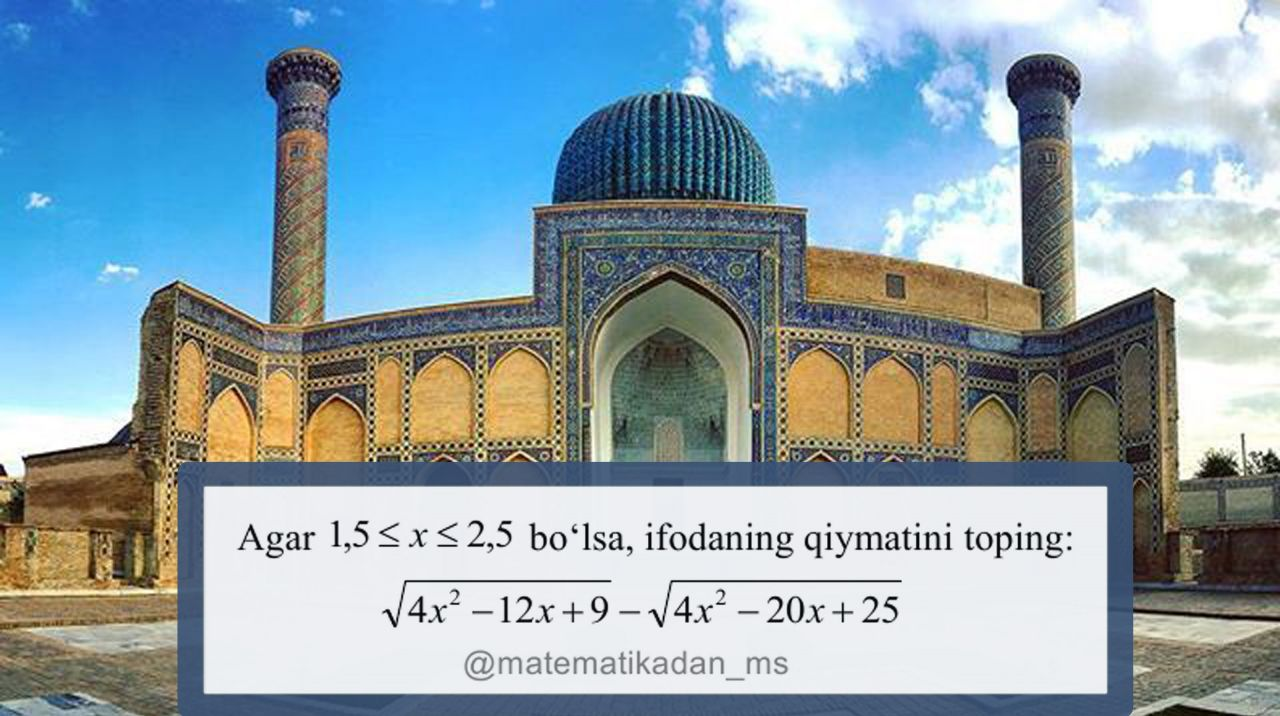 Agar 1,5 ≤ x ≤ 2,5 bo‘lsa, ifodaning qiymatini toping:
√4x² − 12x + 9 − √4x² − 20x + 25
@matematikadan_ms